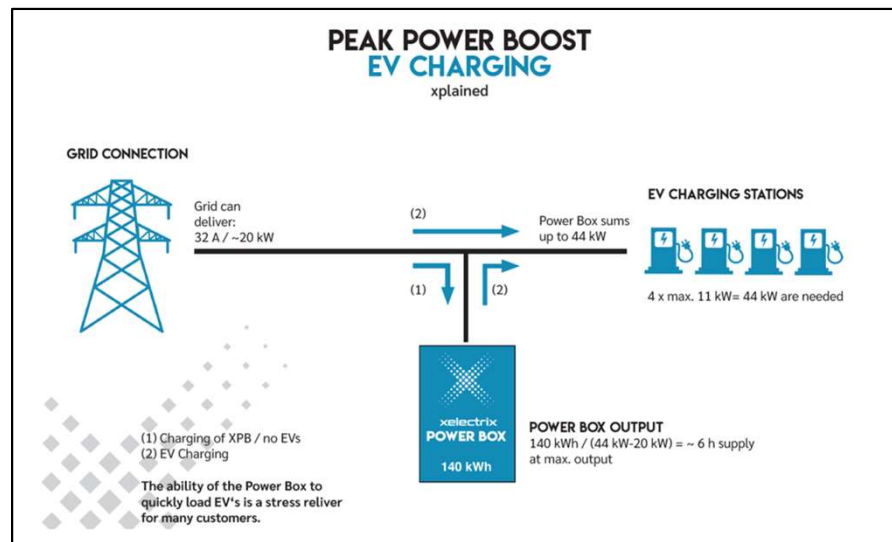 PEAK POWER BOOST
EV CHARGING
xplained
GRID CONNECTION
Grid can
deliver:
32 A / ~20 kW
(2)
Power Box sums
up to 44 kW
EV CHARGING STATIONS
4 x max. 11 kW= 44 kW are needed
(1)
(2)
xelectrix
POWER BOX
140 kWh
POWER BOX OUTPUT
140 kWh / (44 kW-20 kW) = ~ 6 h supply
at max. output
(1) Charging of XPB / no EVs
(2) EV Charging
The ability of the Power Box to
quickly load EV's is a stress reliver
for many customers.